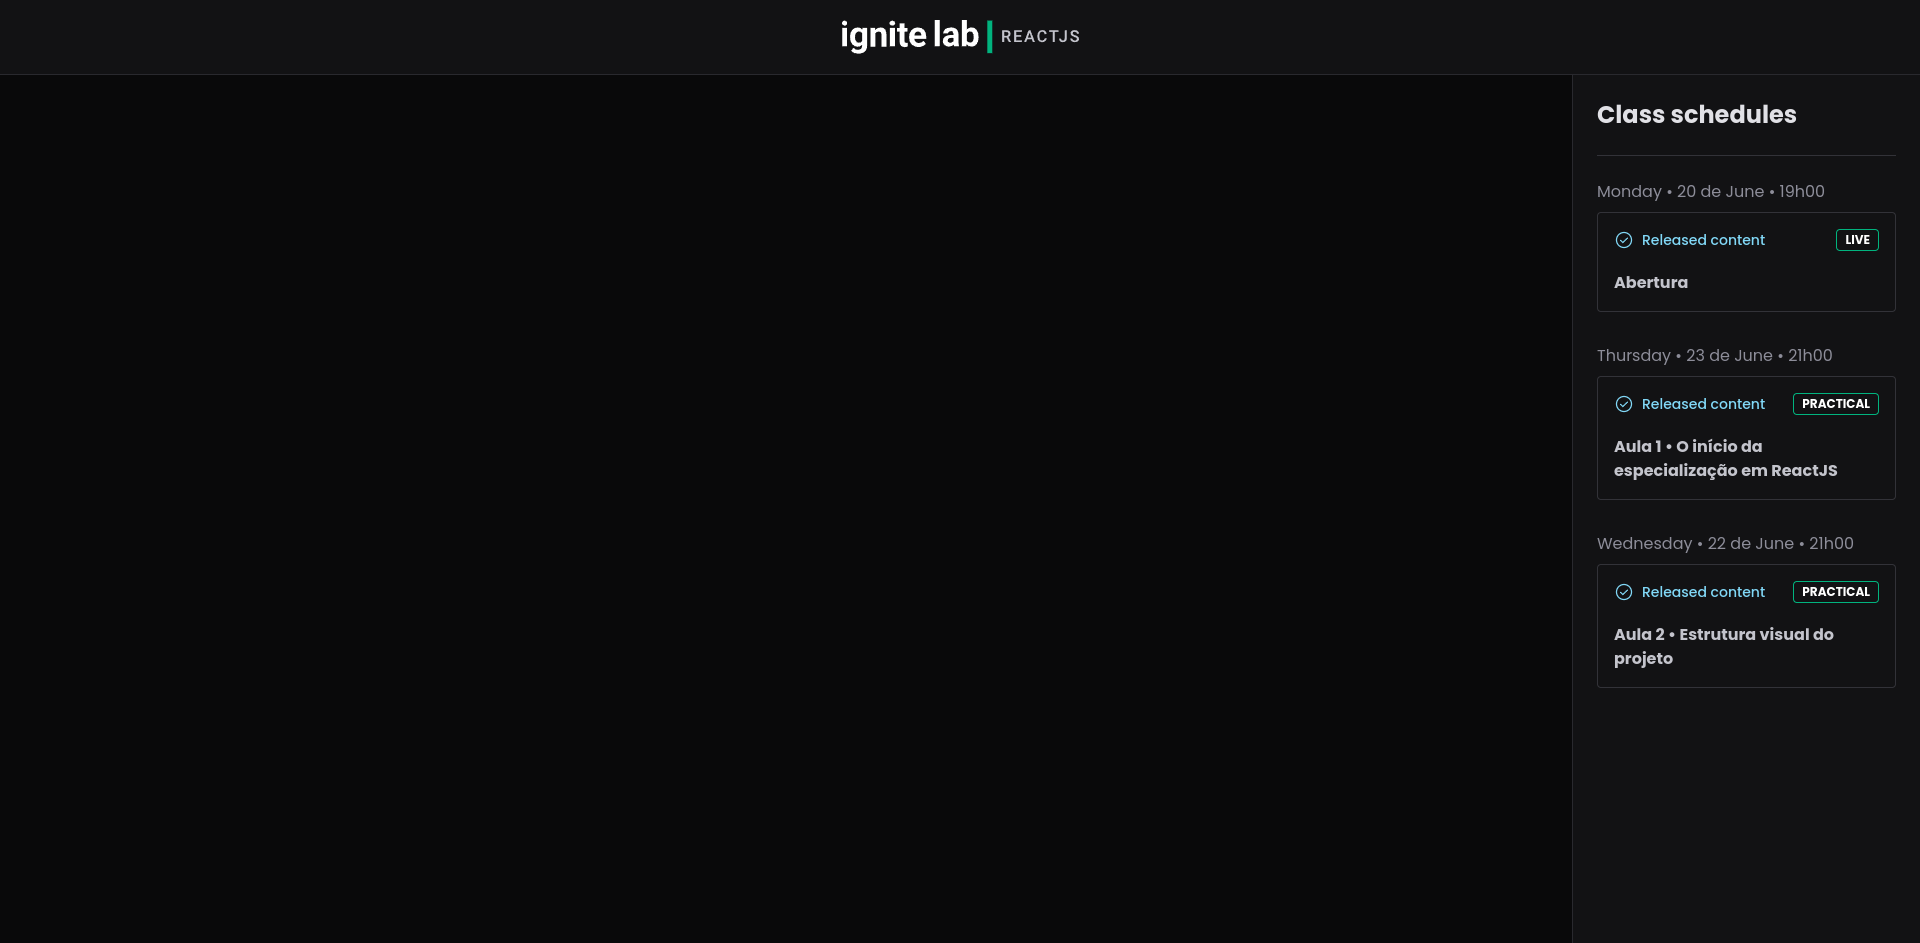 ignite lab REACTJS
Class schedules
Monday • 20 de June • 19h00
Released content LIVE
Abertura
Thursday • 23 de June • 21h00
Released content PRACTICAL
Aula 1 • O início da
especialização em ReactJS
Wednesday • 22 de June • 21h00
Released content PRACTICAL
Aula 2 • Estrutura visual do
projeto